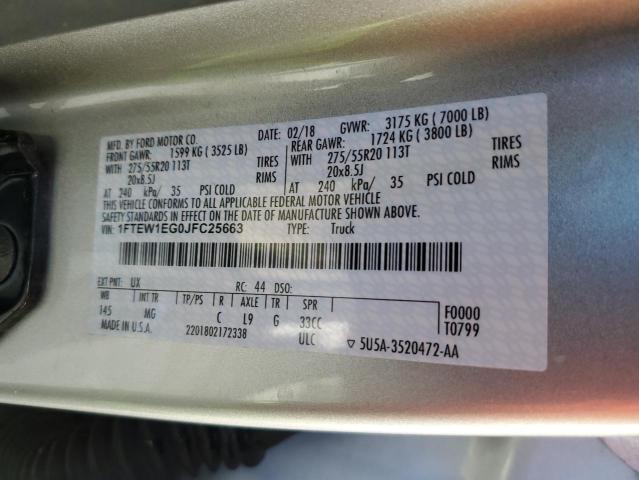 MFD. BY FORD MOTOR CO.
DATE: 02/18 GVWR: 3175 KG ( 7000 LB)
FRONT GAWR: 1599 KG ( 3525 LB) REAR GAWR: 1724 KG ( 3800 LB)
WITH 275/55R20 113T TIRES WITH 275/55R20 113T TIRES
20x8.5J RIMS 20x8.5J RIMS
AT 240 kPa/ 35 PSI COLD AT 240 kPa/ 35 PSI COLD
THIS VEHICLE CONFORMS TO ALL APPLICABLE FEDERAL MOTOR VEHICLE
SAFETY STANDARDS IN EFFECT ON THE DATE OF MANUFACTURE SHOWN ABOVE.
VIN: 1FTEW1EG0JFC25663 TYPE: Truck
EXT PNT: UX RC: 44 DSO:
WB INT TR TP/PS R AXLE TR SPR F0000
145 MG C L9 G 33CC T0799
MADE IN U.S.A. 2201802172338 ULC ▽ 5U5A-3520472-AA